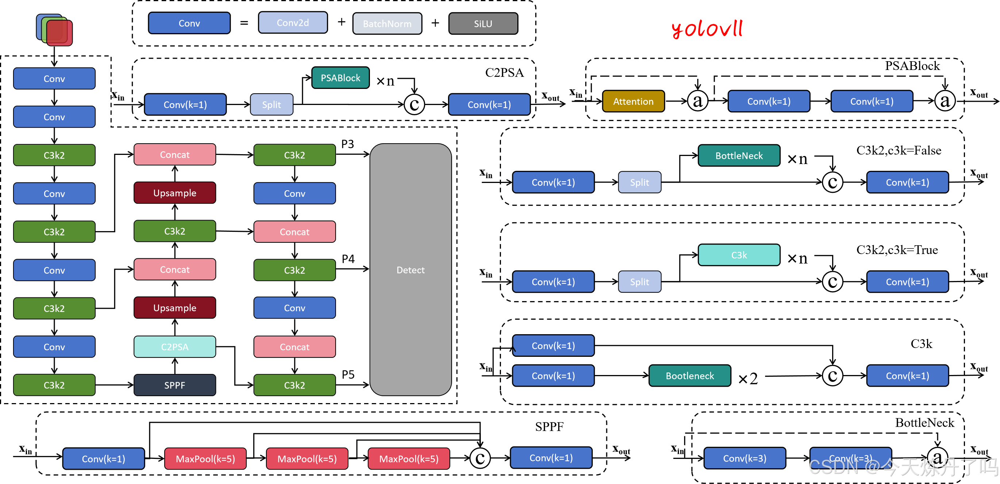 Conv = Conv2d + BatchNorm + SiLU
yolov11
Conv
Conv
C3k2
Conv
C3k2
Conv
C3k2
Conv
C3k2
Concat
Upsample
C3k2
Concat
Upsample
C2PSA
SPPF
C3k2
Conv
Concat
C3k2
Conv
Concat
C3k2
P3
P4
P5
Detect
C2PSA
PSABlock ×n
xin Conv(k=1) Split c Conv(k=1) xout
PSABlock
xin Attention a Conv(k=1) Conv(k=1) a xout
C3k2,c3k=False
BottleNeck ×n
xin Conv(k=1) Split c Conv(k=1) xout
C3k2,c3k=True
C3k ×n
xin Conv(k=1) Split c Conv(k=1) xout
C3k
Conv(k=1)
xin Conv(k=1) Bootleneck ×2 c Conv(k=1) xout
SPPF
xin Conv(k=1) MaxPool(k=5) MaxPool(k=5) MaxPool(k=5) c Conv(k=1) xout
BottleNeck
xin Conv(k=3) Conv(k=3) a xout
CSDN @今天炼丹了吗